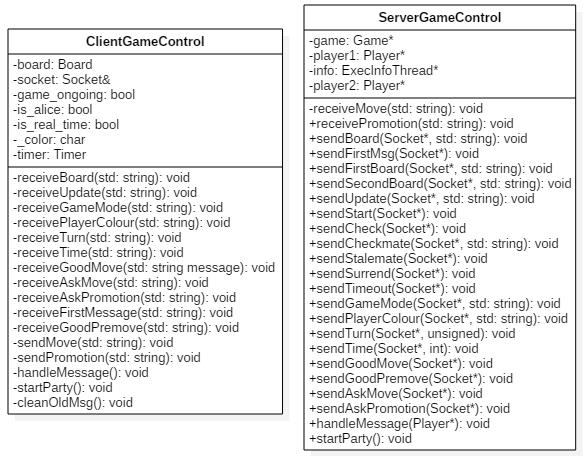 ClientGameControl
-board: Board
-socket: Socket&
-game_ongoing: bool
-is_alice: bool
-is_real_time: bool
-_color: char
-timer: Timer
-receiveBoard(std: string): void
-receiveUpdate(std: string): void
-receiveGameMode(std: string): void
-receivePlayerColour(std: string): void
-receiveTurn(std: string): void
-receiveTime(std: string): void
-receiveGoodMove(std: string message): void
-receiveAskMove(std: string): void
-receiveAskPromotion(std: string): void
-receiveFirstMessage(std: string): void
-receiveGoodPremove(std: string): void
-sendMove(std: string): void
-sendPromotion(std: string): void
-handleMessage(): void
-startParty(): void
-cleanOldMsg(): void
ServerGameControl
-game: Game*
-player1: Player*
-info: ExecInfoThread*
-player2: Player*
-receiveMove(std: string): void
+receivePromotion(std: string): void
+sendBoard(Socket*, std: string): void
+sendFirstMsg(Socket*): void
+sendFirstBoard(Socket*, std: string): void
+sendSecondBoard(Socket*, std: string): void
+sendUpdate(Socket*, std: string): void
+sendStart(Socket*): void
+sendCheck(Socket*): void
+sendCheckmate(Socket*, std: string): void
+sendStalemate(Socket*): void
+sendSurrend(Socket*): void
+sendTimeout(Socket*): void
+sendGameMode(Socket*, std: string): void
+sendPlayerColour(Socket*, std: string): void
+sendTurn(Socket*, unsigned): void
+sendTime(Socket*, int): void
+sendGoodMove(Socket*): void
+sendGoodPremove(Socket*): void
+sendAskMove(Socket*): void
+sendAskPromotion(Socket*): void
+handleMessage(Player*): void
+startParty(): void